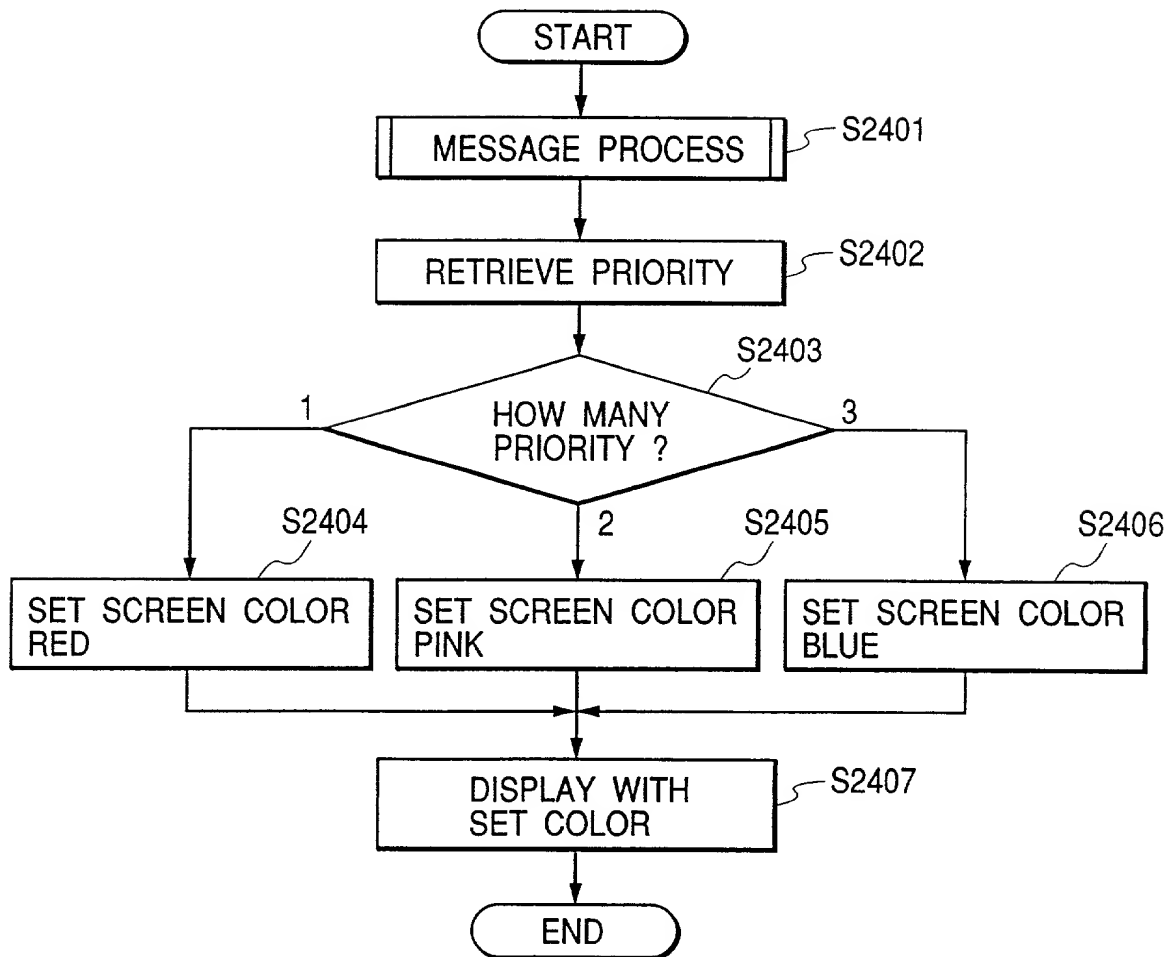 START
MESSAGE PROCESS
S2401
RETRIEVE PRIORITY
S2402
S2403
HOW MANY
PRIORITY ?
1
3
2
S2404
SET SCREEN COLOR
RED
S2405
SET SCREEN COLOR
PINK
S2406
SET SCREEN COLOR
BLUE
DISPLAY WITH
SET COLOR
S2407
END